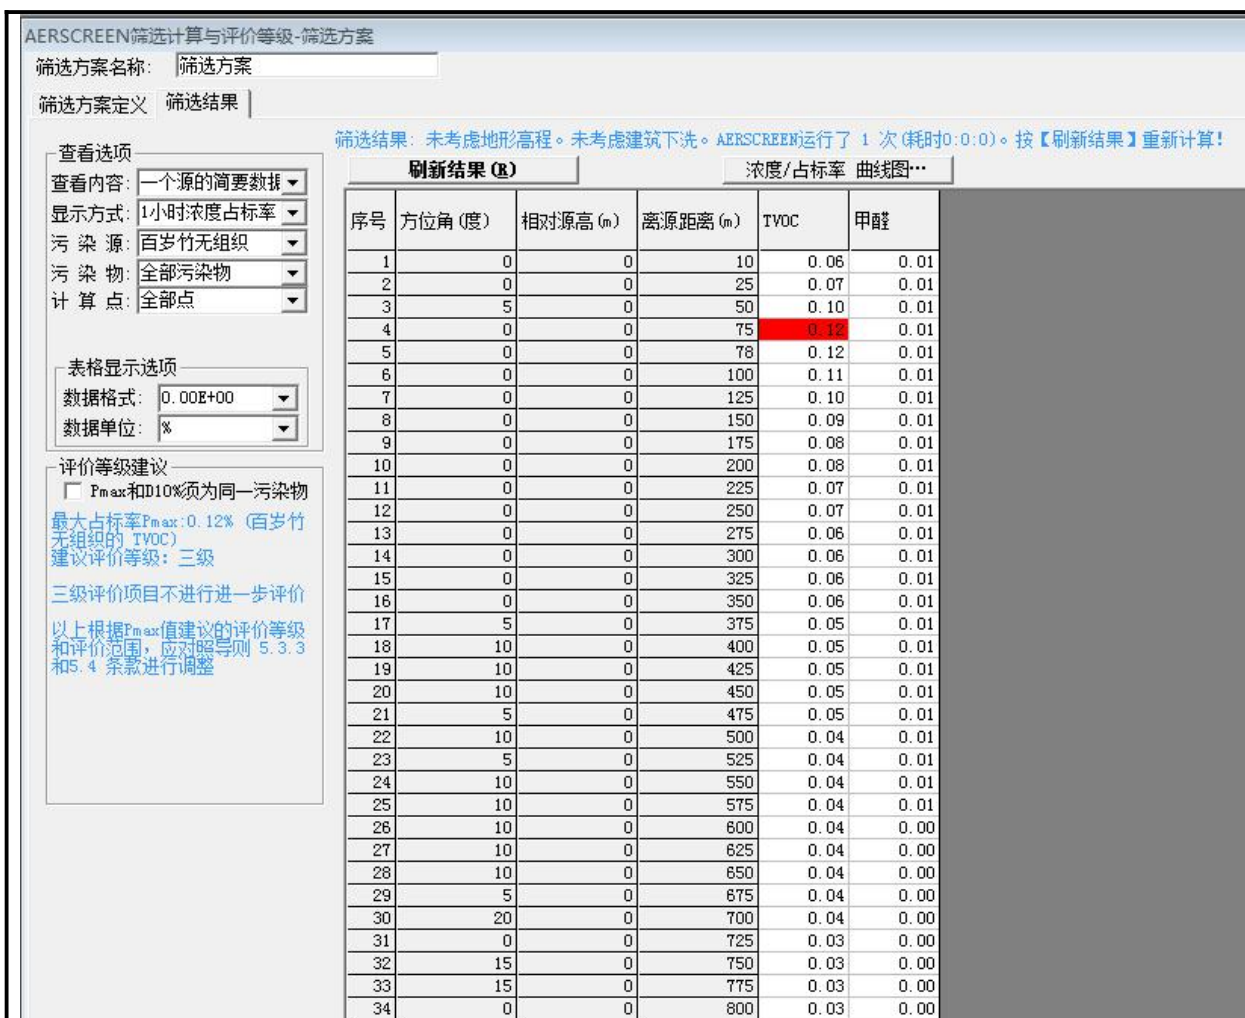 AERSCREEN筛选计算与评价等级-筛选方案
筛选方案名称: 筛选方案
筛选方案定义 筛选结果
筛选结果: 未考虑地形高程。未考虑建筑下洗。AERSCREEN运行了 1 次(耗时0:0:0)。按【刷新结果】重新计算!
刷新结果(R) 浓度/占标率 曲线图…
查看选项
查看内容: 一个源的简要数据
显示方式: 1小时浓度占标率
污 染 源: 百岁竹无组织
污 染 物: 全部污染物
计 算 点: 全部点
表格显示选项
数据格式: 0.00E+00
数据单位: %
评价等级建议
Pmax和D10%须为同一污染物
最大占标率Pmax:0.12% (百岁竹
无组织的 TVOC)
建议评价等级: 三级
三级评价项目不进行进一步评价
以上根据Pmax值建议的评价等级
和评价范围,应对照导则 5.3.3
和5.4 条款进行调整
序号 方位角(度) 相对源高(m) 离源距离(m) TVOC 甲醛
1 0 0 10 0.06 0.01
2 0 0 25 0.07 0.01
3 5 0 50 0.10 0.01
4 0 0 75 0.12 0.01
5 0 0 78 0.12 0.01
6 0 0 100 0.11 0.01
7 0 0 125 0.10 0.01
8 0 0 150 0.09 0.01
9 0 0 175 0.08 0.01
10 0 0 200 0.08 0.01
11 0 0 225 0.07 0.01
12 0 0 250 0.07 0.01
13 0 0 275 0.06 0.01
14 0 0 300 0.06 0.01
15 0 0 325 0.06 0.01
16 0 0 350 0.06 0.01
17 5 0 375 0.05 0.01
18 10 0 400 0.05 0.01
19 10 0 425 0.05 0.01
20 10 0 450 0.05 0.01
21 5 0 475 0.05 0.01
22 10 0 500 0.04 0.01
23 5 0 525 0.04 0.01
24 10 0 550 0.04 0.01
25 10 0 575 0.04 0.01
26 10 0 600 0.04 0.00
27 10 0 625 0.04 0.00
28 10 0 650 0.04 0.00
29 5 0 675 0.04 0.00
30 20 0 700 0.04 0.00
31 0 0 725 0.03 0.00
32 15 0 750 0.03 0.00
33 15 0 775 0.03 0.00
34 0 0 800 0.03 0.00